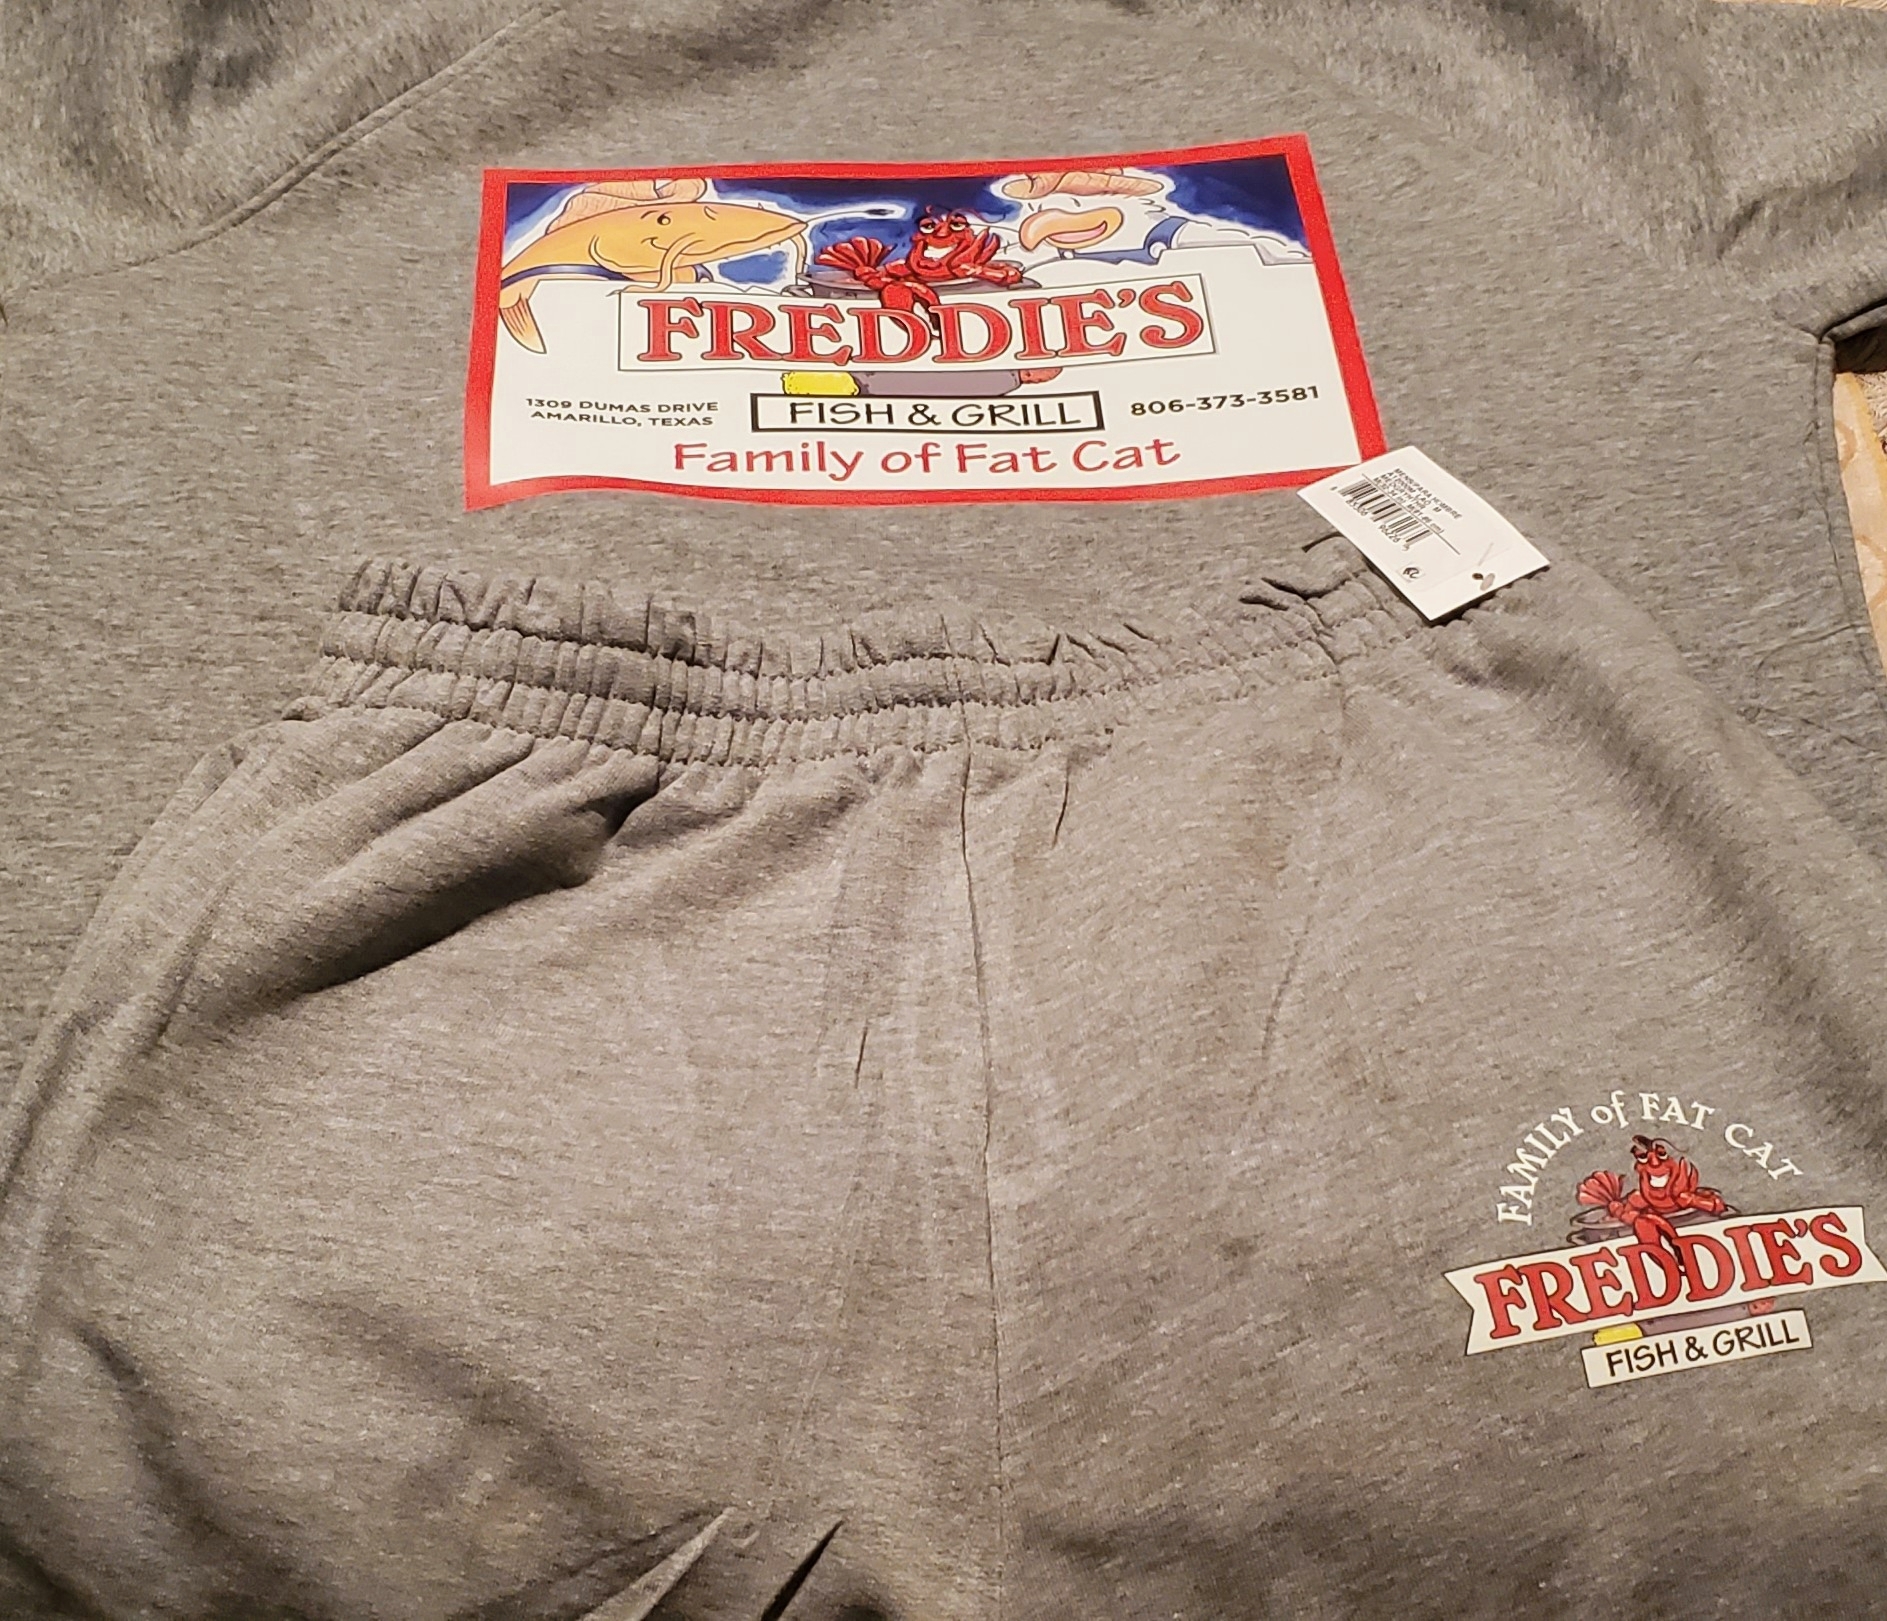 FREDDIE'S
1309 DUMAS DRIVE
AMARILLO, TEXAS
FISH & GRILL
806-373-3581
Family of Fat Cat
FAMILY of FAT CAT
FREDDIE'S
FISH & GRILL